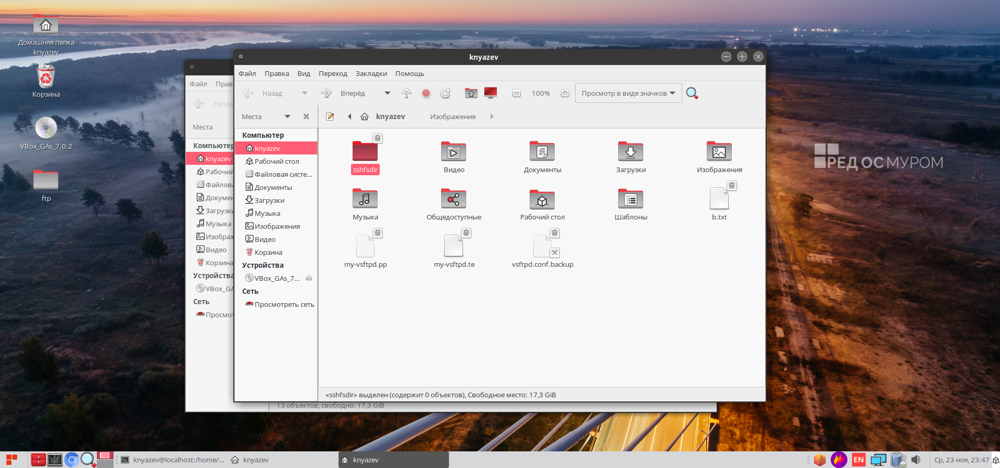 Домашняя папка
knyazev
Корзина
VBox_GAs_7.0.2
ftp
Файл Прав
Назад
Места
Компьютер
knyazev
Рабочий
Файлова
Докумен
Загрузки
Музыка
Изображ
Видео
Корзина
Устройства
VBox_GA
Сеть
Просмот
13 объектов, свободно: 17,3 GiB
knyazev
Файл Правка Вид Переход Закладки Помощь
Назад Вперёд 100% Просмотр в виде значков
Места knyazev Изображения
Компьютер
knyazev
Рабочий стол
Файловая систе...
Документы
Загрузки
Музыка
Изображения
Видео
Корзина
Устройства
VBox_GAs_7...
Сеть
Просмотреть сеть
sshfsdir Видео Документы Загрузки Изображения
Музыка Общедоступные Рабочий стол Шаблоны b.txt
my-vsftpd.pp my-vsftpd.te vsftpd.conf.backup
«sshfsdir» выделен (содержит 0 объектов), Свободное место: 17,3 GiB
РЕД ОС МУРОМ
knyazev@localhost:/home/... knyazev knyazev EN Ср, 23 ноя, 23:47